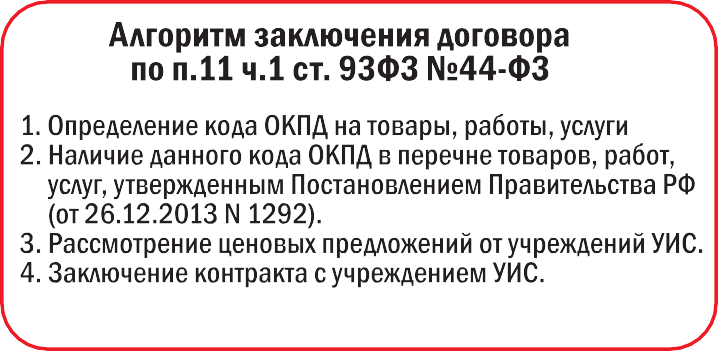 Алгоритм заключения договора
по п.11 ч.1 ст. 93ФЗ №44-ФЗ
1. Определение кода ОКПД на товары, работы, услуги
2. Наличие данного кода ОКПД в перечне товаров, работ,
услуг, утвержденным Постановлением Правительства РФ
(от 26.12.2013 N 1292).
3. Рассмотрение ценовых предложений от учреждений УИС.
4. Заключение контракта с учреждением УИС.